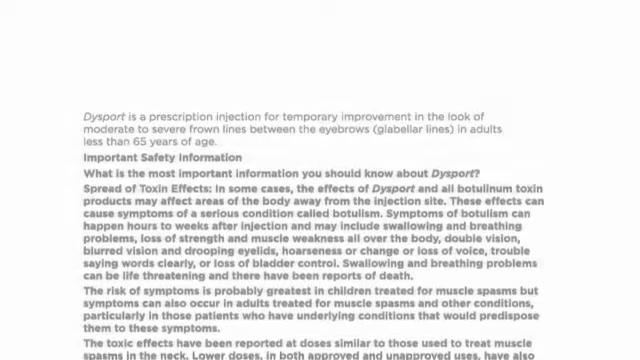 Dysport is a prescription injection for temporary improvement in the look of
moderate to severe frown lines between the eyebrows (glabellar lines) in adults
less than 65 years of age.
Important Safety Information
What is the most important information you should know about Dysport?
Spread of Toxin Effects: In some cases, the effects of Dysport and all botulinum toxin
products may affect areas of the body away from the injection site. These effects can
cause symptoms of a serious condition called botulism. Symptoms of botulism can
happen hours to weeks after injection and may include swallowing and breathing
problems, loss of strength and muscle weakness all over the body, double vision,
blurred vision and drooping eyelids, hoarseness or change or loss of voice, trouble
saying words clearly, or loss of bladder control. Swallowing and breathing problems
can be life threatening and there have been reports of death.
The risk of symptoms is probably greatest in children treated for muscle spasms but
symptoms can also occur in adults treated for muscle spasms and other conditions,
particularly in those patients who have underlying conditions that would predispose
them to these symptoms.
The toxic effects have been reported at doses similar to those used to treat muscle
spasms in the neck. Lower doses, in both approved and unapproved uses, have also